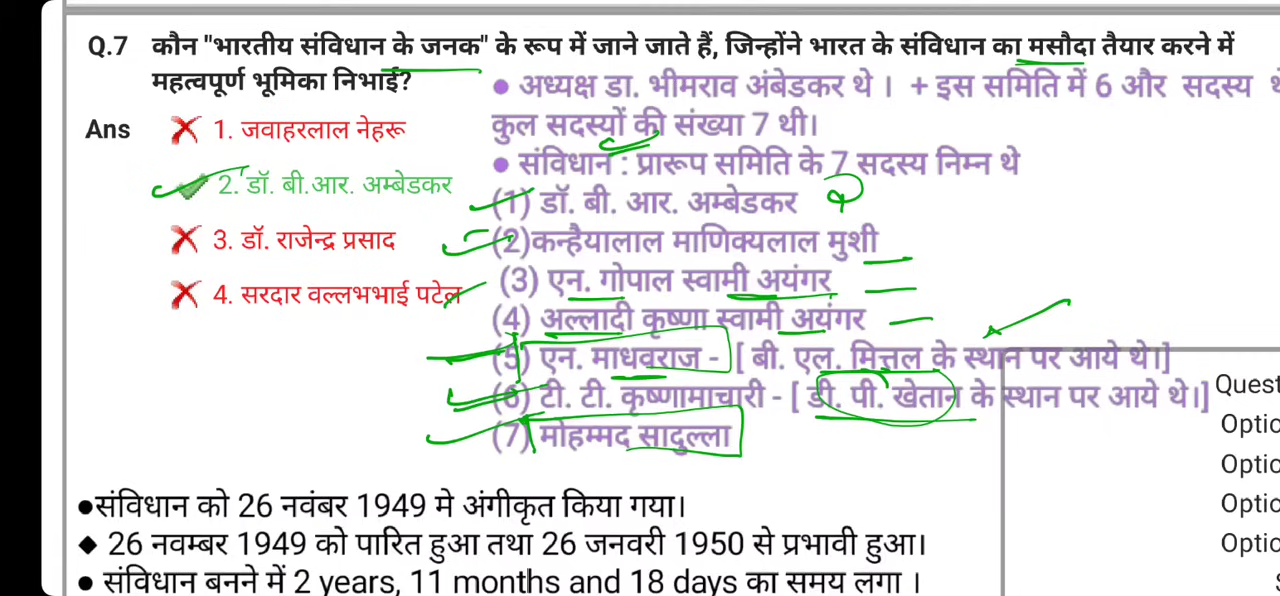 Q.7 कौन "भारतीय संविधान के जनक" के रूप में जाने जाते हैं, जिन्होंने भारत के संविधान का मसौदा तैयार करने में
महत्वपूर्ण भूमिका निभाई?
Ans
1. जवाहरलाल नेहरू
2. डॉ. बी.आर. अम्बेडकर
3. डॉ. राजेन्द्र प्रसाद
4. सरदार वल्लभभाई पटेल
● अध्यक्ष डा. भीमराव अंबेडकर थे । + इस समिति में 6 और सदस्य थे
कुल सदस्यों की संख्या 7 थी।
● संविधान : प्रारूप समिति के 7 सदस्य निम्न थे
(1) डॉ. बी. आर. अम्बेडकर
(2)कन्हैयालाल माणिक्यलाल मुशी
(3) एन. गोपाल स्वामी अयंगर
(4) अल्लादी कृष्णा स्वामी अयंगर
(5) एन. माधवराज - [ बी. एल. मित्तल के स्थान पर आये थे।]
(6) टी. टी. कृष्णामाचारी - [ डी. पी. खेतान के स्थान पर आये थे।]
(7) मोहम्मद सादुल्ला
●संविधान को 26 नवंबर 1949 मे अंगीकृत किया गया।
◆ 26 नवम्बर 1949 को पारित हुआ तथा 26 जनवरी 1950 से प्रभावी हुआ।
● संविधान बनने में 2 years, 11 months and 18 days का समय लगा ।
Quest
Optio
Optio
Optio
Optio